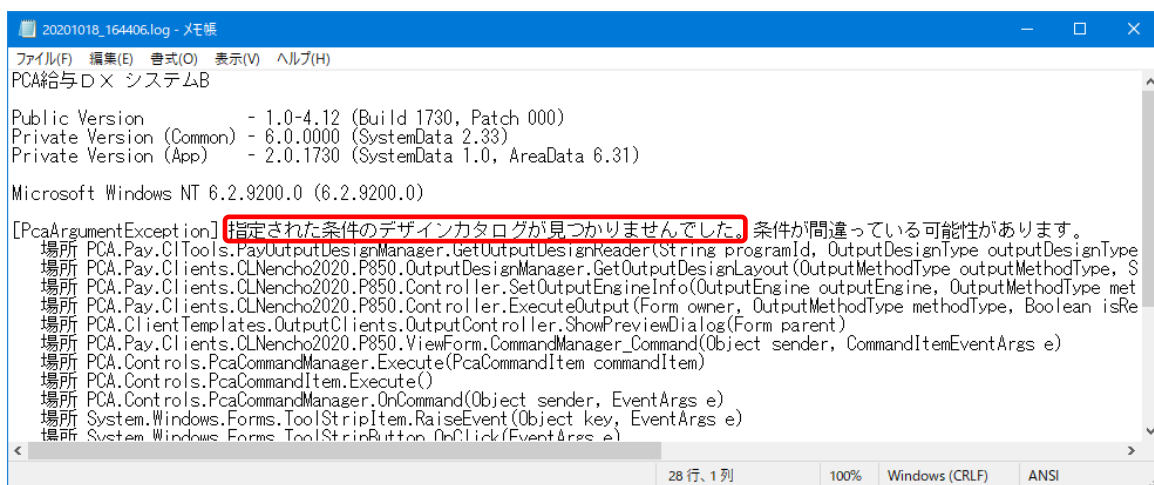 20201018_164406.log - メモ帳
ファイル(F) 編集(E) 書式(O) 表示(V) ヘルプ(H)
PCA給与DX システムB
Public Version - 1.0-4.12 (Build 1730, Patch 000)
Private Version (Common) - 6.0.0000 (SystemData 2.33)
Private Version (App) - 2.0.1730 (SystemData 1.0, AreaData 6.31)
Microsoft Windows NT 6.2.9200.0 (6.2.9200.0)
[PcaArgumentException] 指定された条件のデザインカタログが見つかりませんでした。条件が間違っている可能性があります。
場所 PCA.Pay.ClTools.PayOutputDesignManager.GetOutputDesignReader(String programId, OutputDesignType outputDesignType
場所 PCA.Pay.Clients.CLNencho2020.P850.OutputDesignManager.GetOutputDesignLayout(OutputMethodType outputMethodType, S
場所 PCA.Pay.Clients.CLNencho2020.P850.Controller.SetOutputEngineInfo(OutputEngine outputEngine, OutputMethodType met
場所 PCA.Pay.Clients.CLNencho2020.P850.Controller.ExecuteOutput(Form owner, OutputMethodType methodType, Boolean isRe
場所 PCA.ClientTemplates.OutputClients.OutputController.ShowPreviewDialog(Form parent)
場所 PCA.Pay.Clients.CLNencho2020.P850.ViewForm.CommandManager_Command(Object sender, CommandItemEventArgs e)
場所 PCA.Controls.PcaCommandManager.Execute(PcaCommandItem commandItem)
場所 PCA.Controls.PcaCommandItem.Execute()
場所 PCA.Controls.PcaCommandManager.OnCommand(Object sender, EventArgs e)
場所 System.Windows.Forms.ToolStripItem.RaiseEvent(Object key, EventArgs e)
場所 System.Windows.Forms.ToolStripButton.OnClick(EventArgs e)
28 行、1 列 100% Windows (CRLF) ANSI